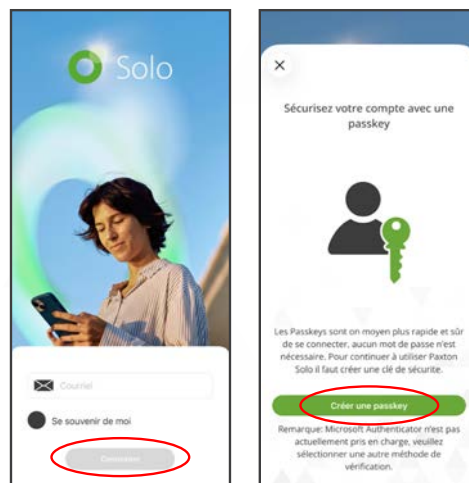 Solo
Courriel
Se souvenir de moi
Connexion
Sécurisez votre compte avec une
passkey
Les Passkeys sont on moyen plus rapide et sûr
de se connecter, aucun mot de passe n'est
nécessaire. Pour continuer à utiliser Paxton
Solo il faut créer une clé de sécurite.
Créer une passkey
Remarque: Microsoft Authenticator n'est pas
actuellement pris en charge, veuillez
sélectionner une autre méthode de
vérification.